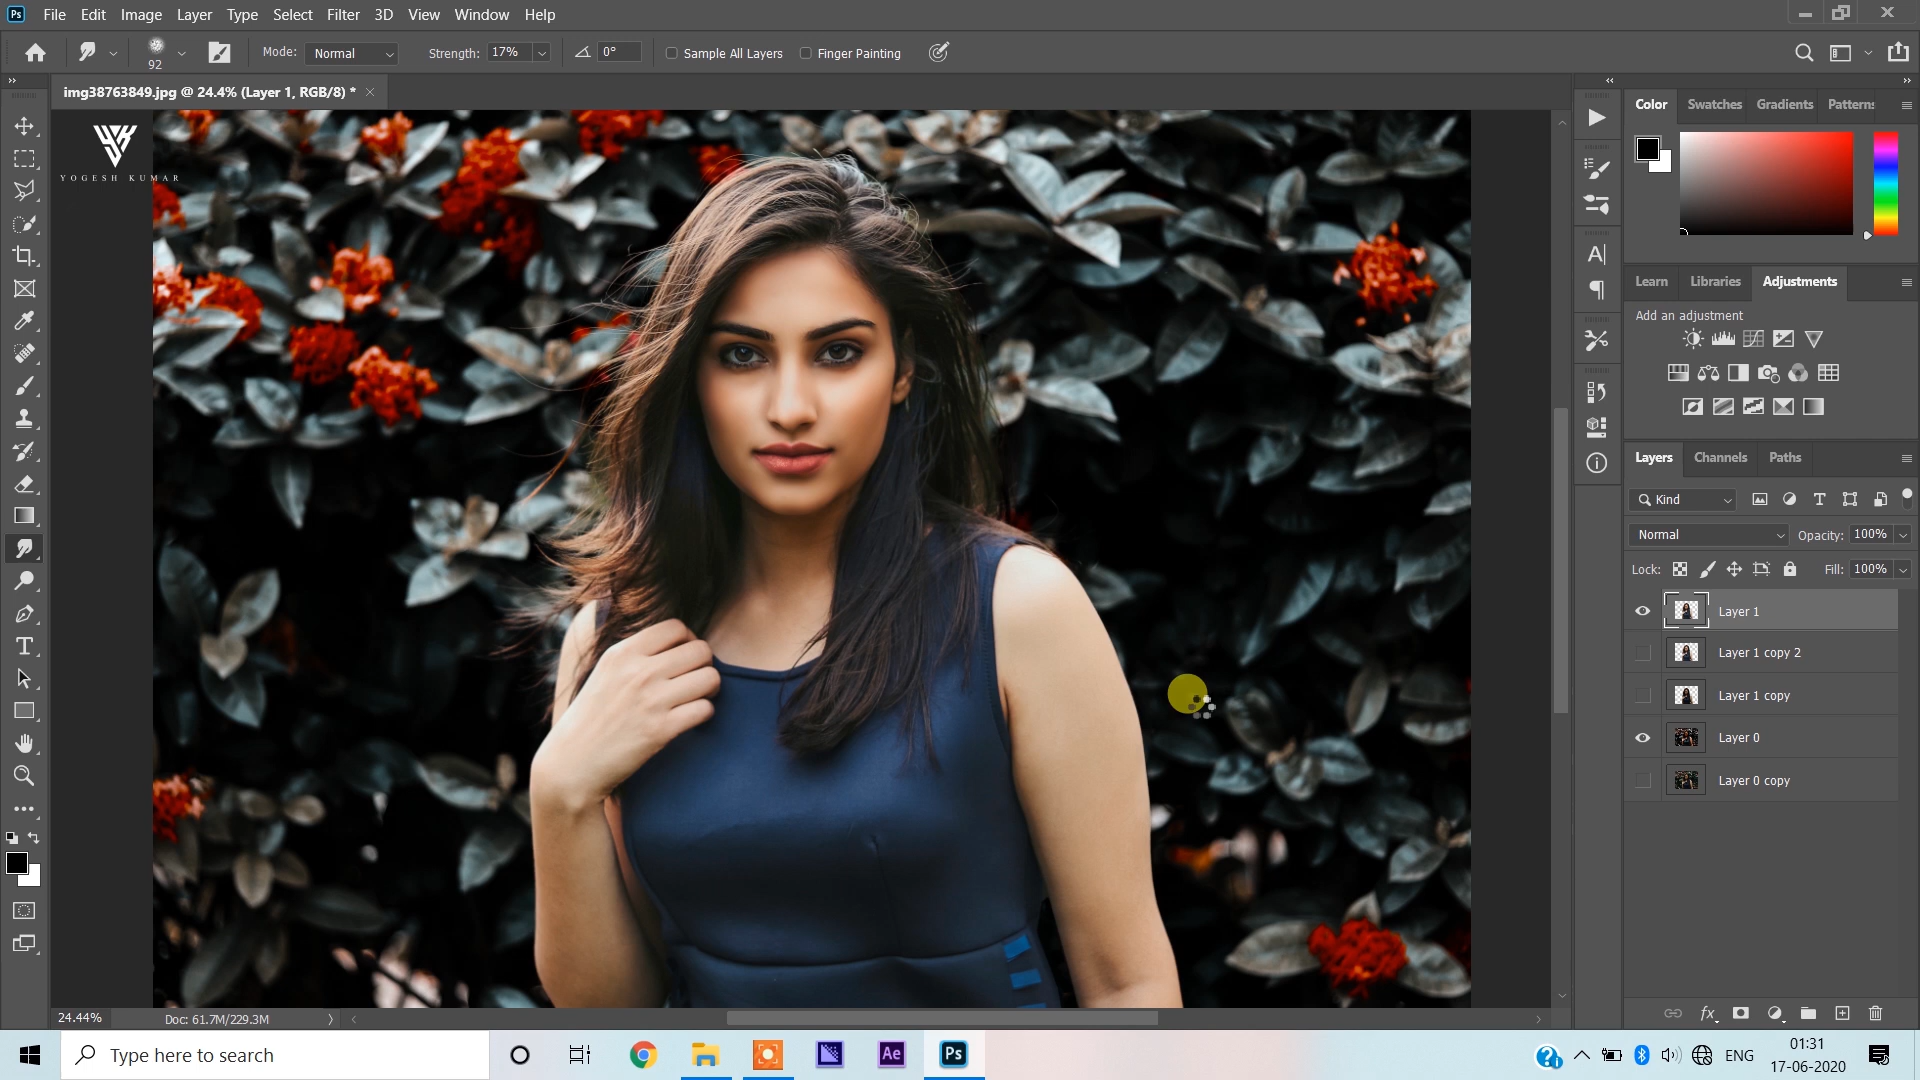 Ps File Edit Image Layer Type Select Filter 3D View Window Help
92 Mode: Normal Strength: 17% 0° Sample All Layers Finger Painting
img38763849.jpg @ 24.4% (Layer 1, RGB/8) *
YOGESH KUMAR
Color Swatches Gradients Patterns
Learn Libraries Adjustments
Add an adjustment
Layers Channels Paths
Kind
Normal Opacity: 100%
Lock: Fill: 100%
Layer 1
Layer 1 copy 2
Layer 1 copy
Layer 0
Layer 0 copy
24.44% Doc: 61.7M/229.3M
Type here to search
Ae Ps
ENG
01:31
17-06-2020